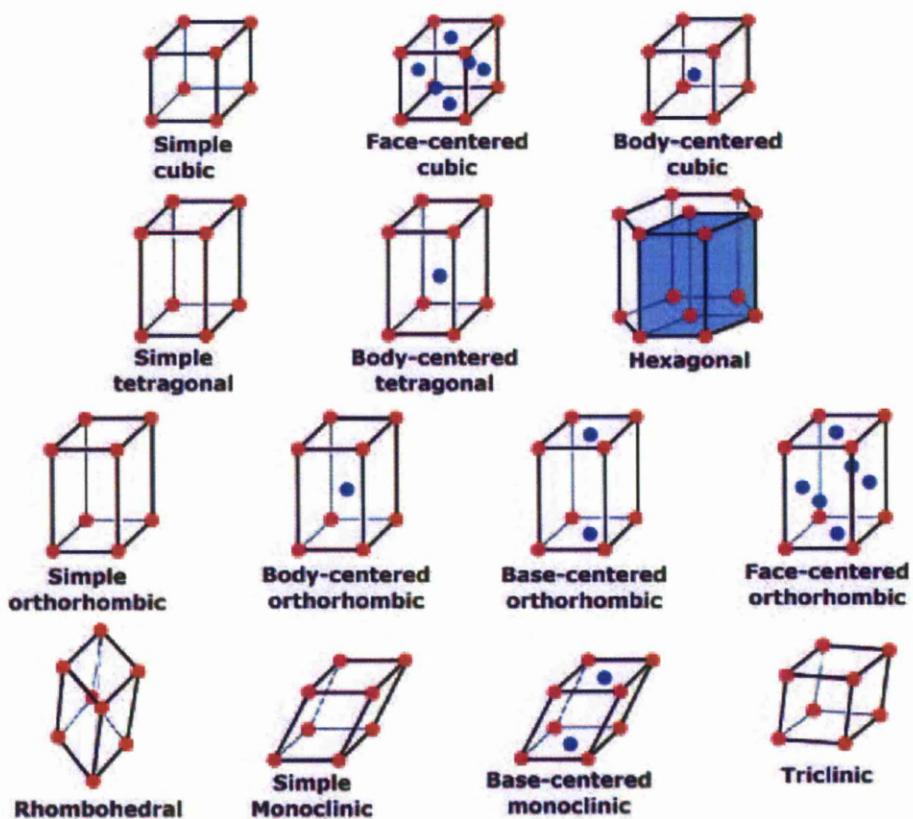 Simple
cubic
Face-centered
cubic
Body-centered
cubic
Simple
tetragonal
Body-centered
tetragonal
Hexagonal
Simple
orthorhombic
Body-centered
orthorhombic
Base-centered
orthorhombic
Face-centered
orthorhombic
Rhombohedral
Simple
Monoclinic
Base-centered
monoclinic
Triclinic